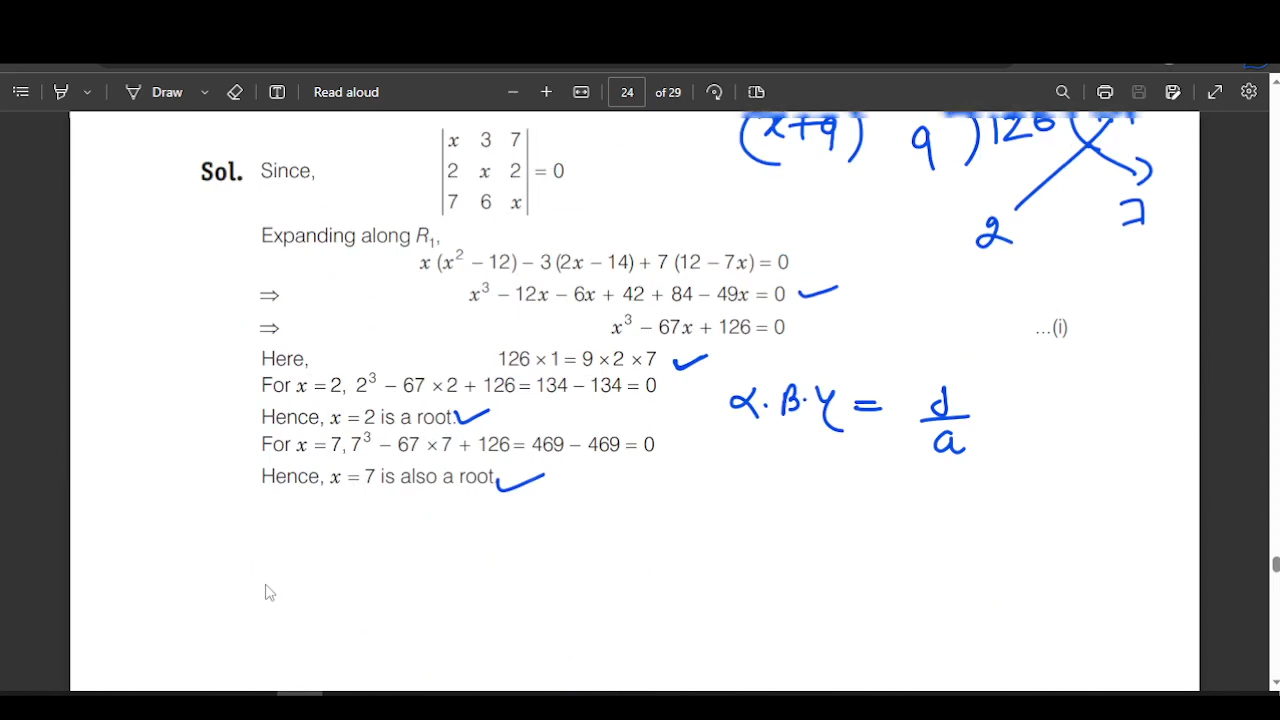 Draw
Read aloud
24 of 29
(x+9) 9 ) 126 (
2 7
Sol. Since, | x 3 7 |
| 2 x 2 | = 0
| 7 6 x |
Expanding along R₁,
x (x² − 12) − 3 (2x − 14) + 7 (12 − 7x) = 0
⇒ x³ − 12x − 6x + 42 + 84 − 49x = 0
⇒ x³ − 67x + 126 = 0 ...(i)
Here, 126 × 1 = 9 × 2 × 7
For x = 2, 2³ − 67 × 2 + 126 = 134 − 134 = 0
α.β.γ = d/a
Hence, x = 2 is a root.
For x = 7, 7³ − 67 × 7 + 126 = 469 − 469 = 0
Hence, x = 7 is also a root.